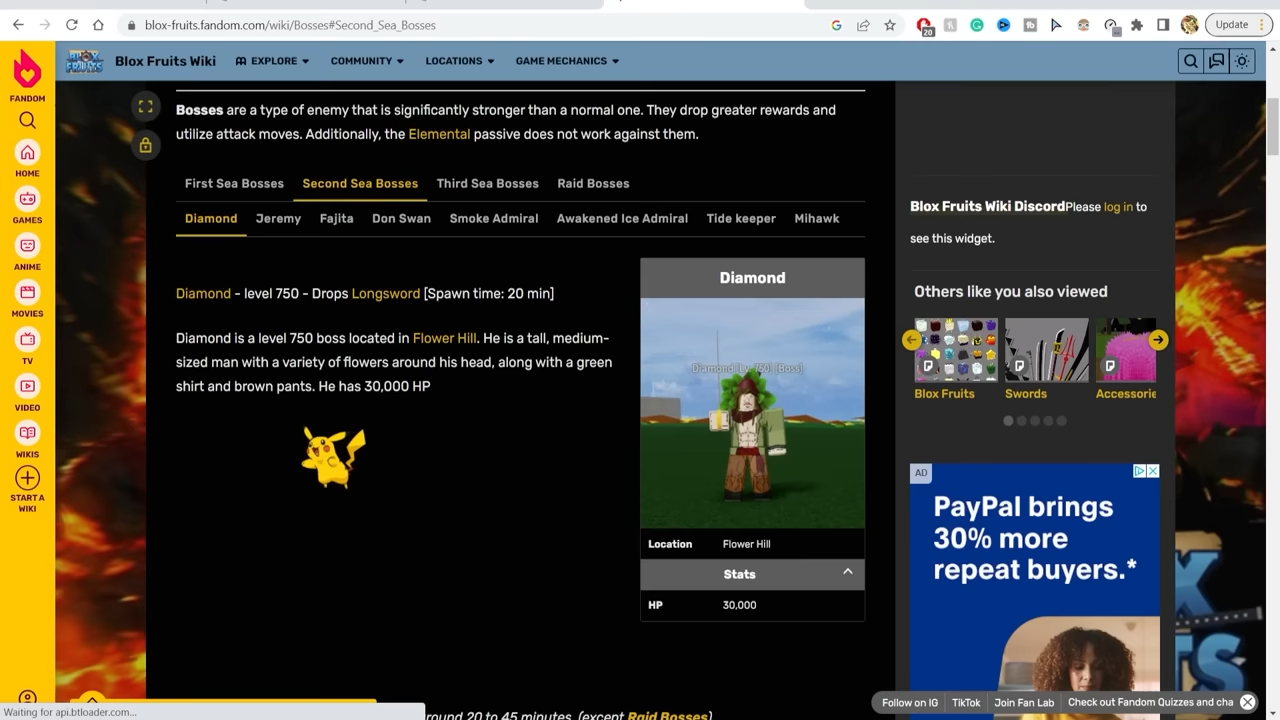 blox-fruits.fandom.com/wiki/Bosses#Second_Sea_Bosses
20
Update
FANDOM
HOME
GAMES
ANIME
MOVIES
TV
VIDEO
WIKIS
START A
WIKI
BLOX FRUITS
Blox Fruits Wiki
EXPLORE
COMMUNITY
LOCATIONS
GAME MECHANICS
Bosses are a type of enemy that is significantly stronger than a normal one. They drop greater rewards and
utilize attack moves. Additionally, the Elemental passive does not work against them.
First Sea Bosses
Second Sea Bosses
Third Sea Bosses
Raid Bosses
Diamond
Jeremy
Fajita
Don Swan
Smoke Admiral
Awakened Ice Admiral
Tide keeper
Mihawk
Diamond - level 750 - Drops Longsword [Spawn time: 20 min]
Diamond is a level 750 boss located in Flower Hill. He is a tall, medium-
sized man with a variety of flowers around his head, along with a green
shirt and brown pants. He has 30,000 HP
Diamond
Diamond [Lv. 750] [Boss]
Location Flower Hill
Stats
HP 30,000
Blox Fruits Wiki DiscordPlease log in to
see this widget.
Others like you also viewed
Blox Fruits
Swords
Accessorie
AD
PayPal brings
30% more
repeat buyers.*
Follow on IG
TikTok
Join Fan Lab
Check out Fandom Quizzes and cha
Waiting for api.btloader.com...
round 20 to 45 minutes. (except Raid Bosses)